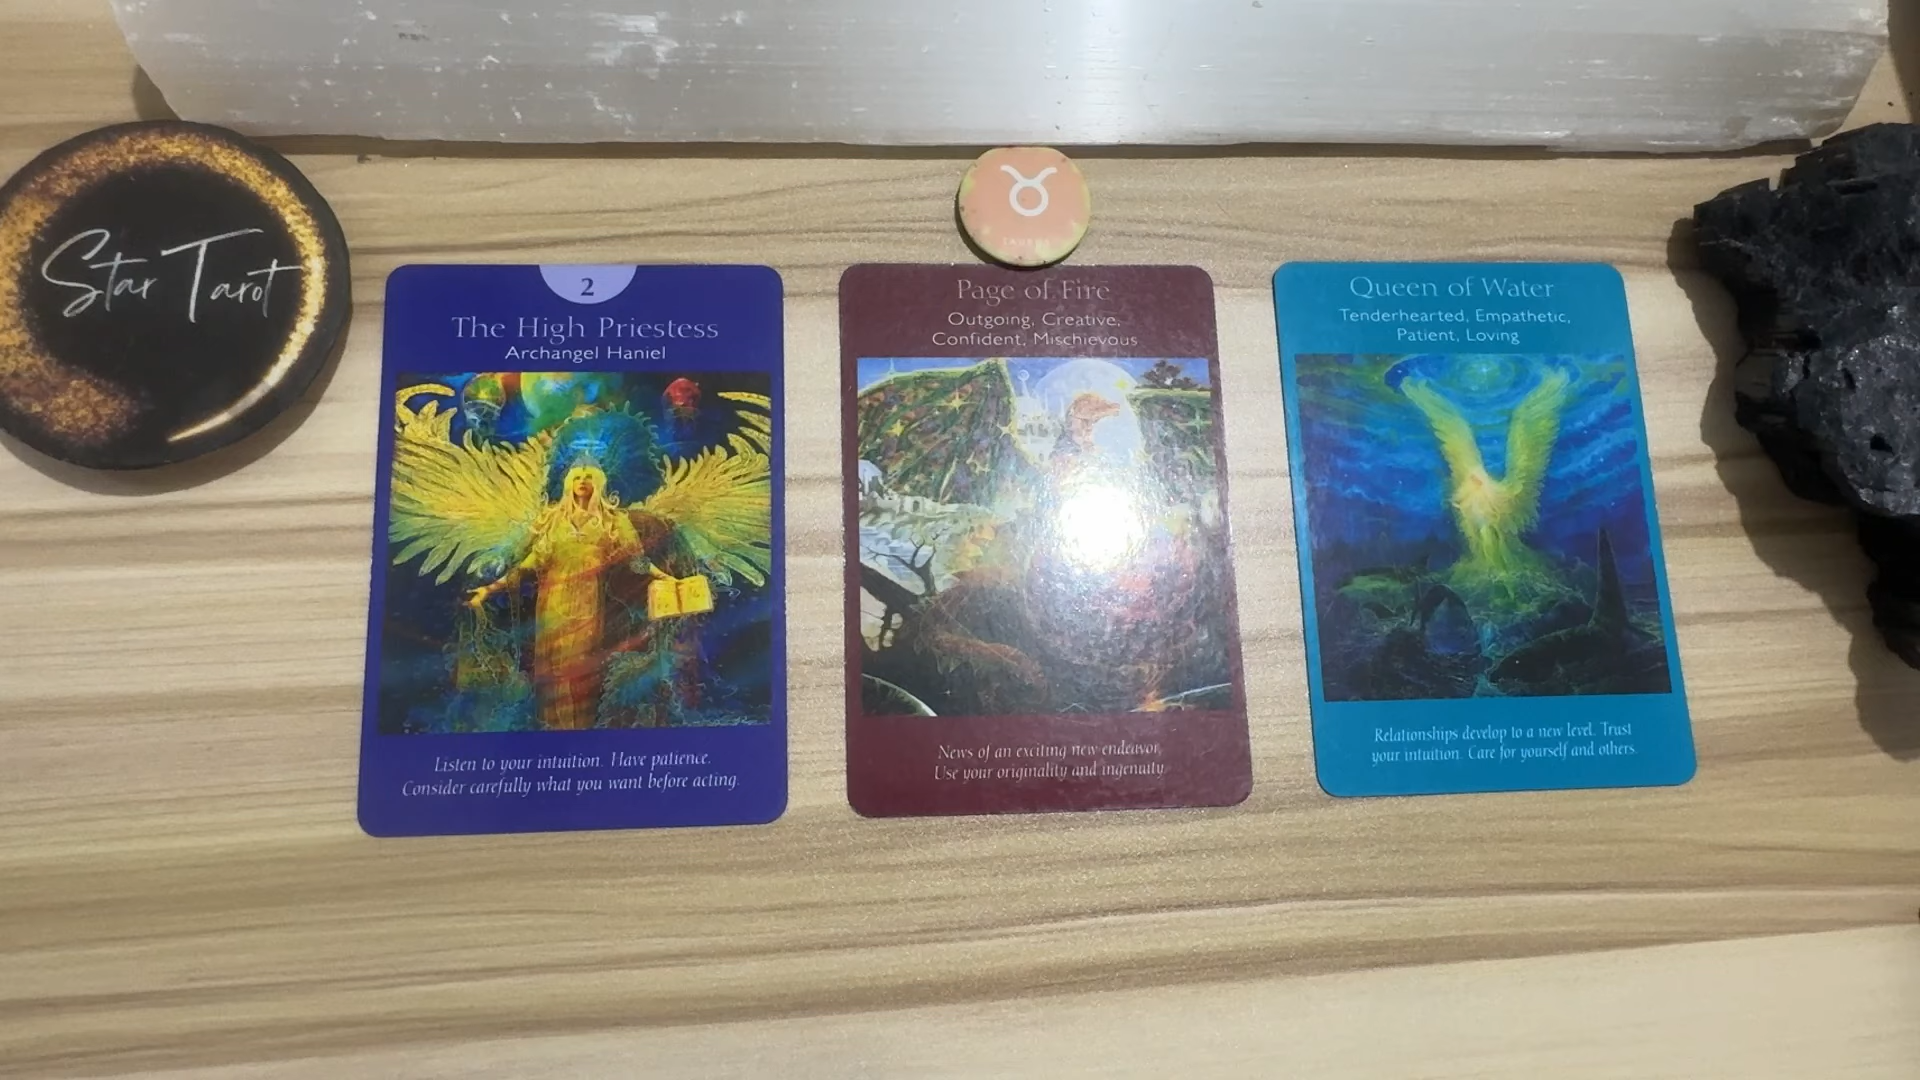 Star Tarot
2
The High Priestess
Archangel Haniel
Listen to your intuition. Have patience.
Consider carefully what you want before acting.
Page of Fire
Outgoing, Creative,
Confident, Mischievous
News of an exciting new endeavor.
Use your originality and ingenuity.
Queen of Water
Tenderhearted, Empathetic,
Patient, Loving
Relationships develop to a new level. Trust
your intuition. Care for yourself and others.